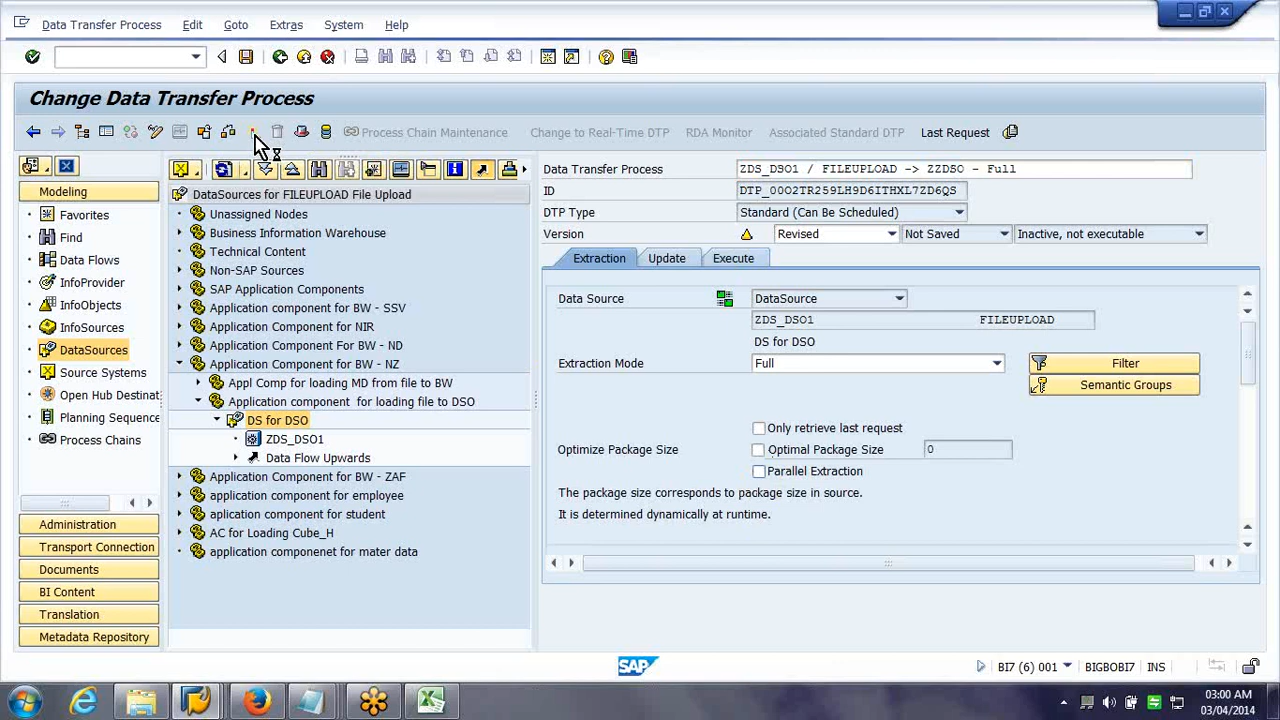 Data Transfer Process Edit Goto Extras System Help
Change Data Transfer Process
Process Chain Maintenance Change to Real-Time DTP RDA Monitor Associated Standard DTP Last Request
Modeling
Favorites
Find
Data Flows
InfoProvider
InfoObjects
InfoSources
DataSources
Source Systems
Open Hub Destinat
Planning Sequence
Process Chains
Administration
Transport Connection
Documents
BI Content
Translation
Metadata Repository
DataSources for FILEUPLOAD File Upload
Unassigned Nodes
Business Information Warehouse
Technical Content
Non-SAP Sources
SAP Application Components
Application component for BW - SSV
Application Component for NIR
Application Component For BW - ND
Application Component for BW - NZ
Appl Comp for loading MD from file to BW
Application component for loading file to DSO
DS for DSO
ZDS_DSO1
Data Flow Upwards
Application Component for BW - ZAF
application component for employee
aplication component for student
AC for Loading Cube_H
application componenet for mater data
Data Transfer Process ZDS_DSO1 / FILEUPLOAD -> ZZDSO - Full
ID DTP_00O2TR259LH9D6ITHXL7ZD6QS
DTP Type Standard (Can Be Scheduled)
Version Revised Not Saved Inactive, not executable
Extraction Update Execute
Data Source DataSource
ZDS_DSO1 FILEUPLOAD
DS for DSO
Extraction Mode Full Filter
Semantic Groups
Only retrieve last request
Optimize Package Size Optimal Package Size 0
Parallel Extraction
The package size corresponds to package size in source.
It is determined dynamically at runtime.
SAP BI7 (6) 001 BIGBOBI7 INS
03:00 AM
03/04/2014